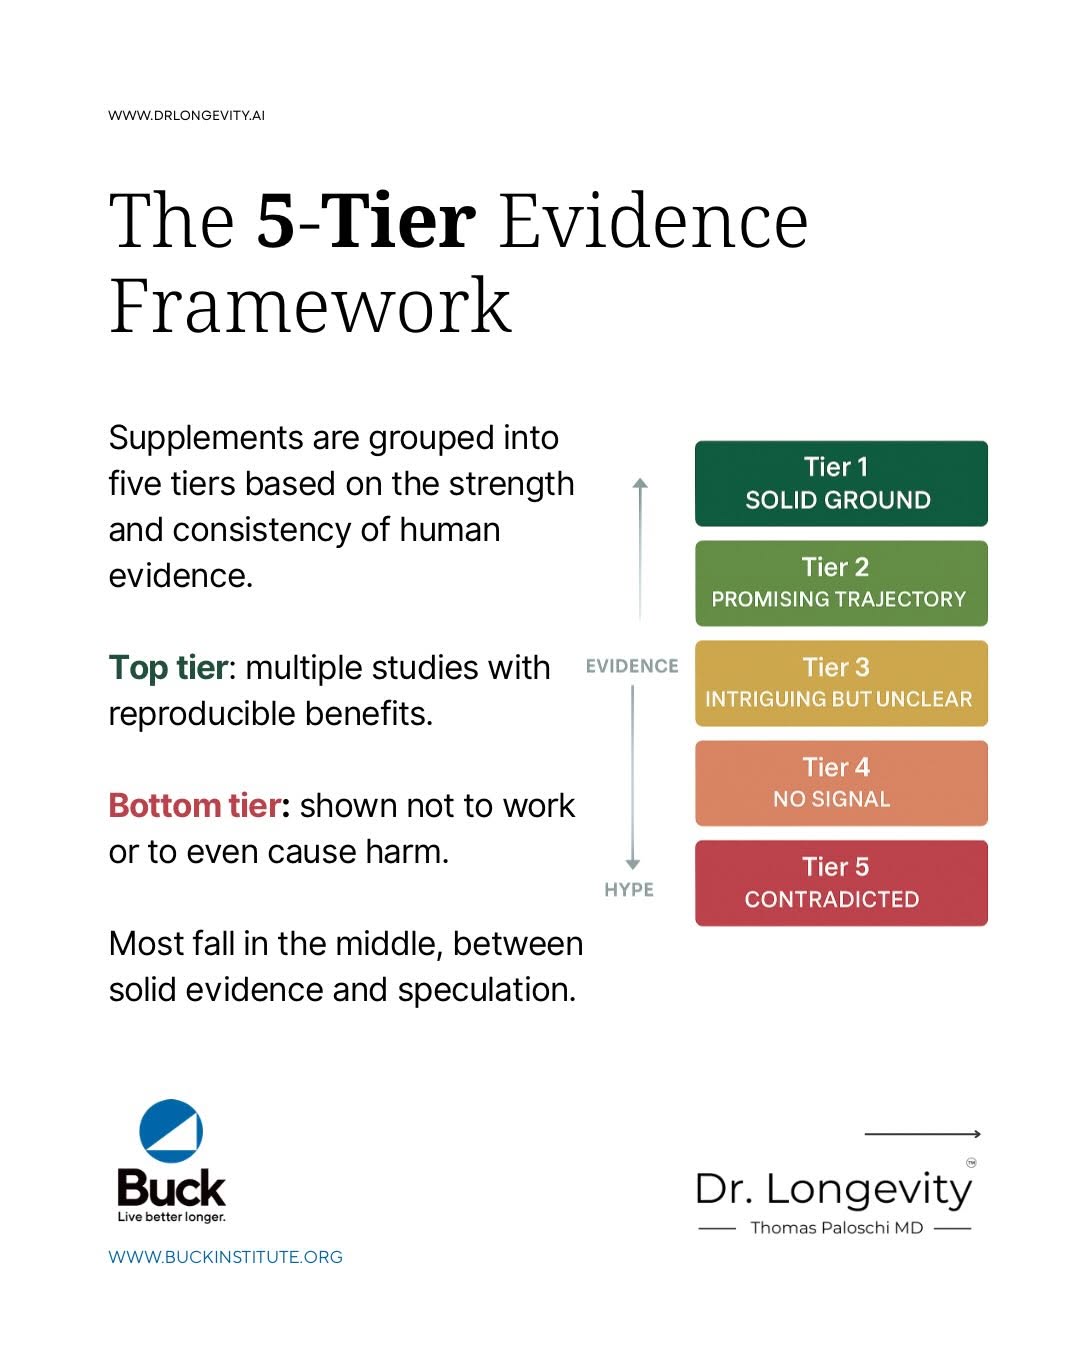 WWW.DRLONGEVITY.AI
The 5-Tier Evidence
Framework
Supplements are grouped into
five tiers based on the strength
and consistency of human
evidence.
Top tier: multiple studies with
reproducible benefits.
Bottom tier: shown not to work
or to even cause harm.
Most fall in the middle, between
solid evidence and speculation.
EVIDENCE
HYPE
Tier 1
SOLID GROUND
Tier 2
PROMISING TRAJECTORY
Tier 3
INTRIGUING BUT UNCLEAR
Tier 4
NO SIGNAL
Tier 5
CONTRADICTED
Buck
Live better longer.
WWW.BUCKINSTITUTE.ORG
Dr. Longevity™
Thomas Paloschi MD